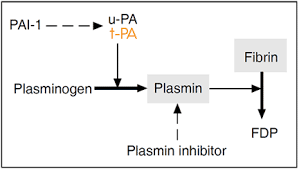 PAI-1
u-PA
t-PA
Fibrin
Plasminogen
Plasmin
FDP
Plasmin inhibitor